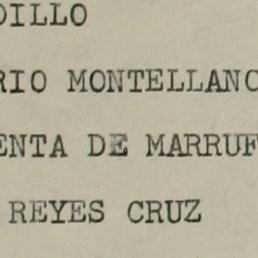 DILLO
RIO MONTELLANO
ENTA DE MARRUF
REYES CRUZ